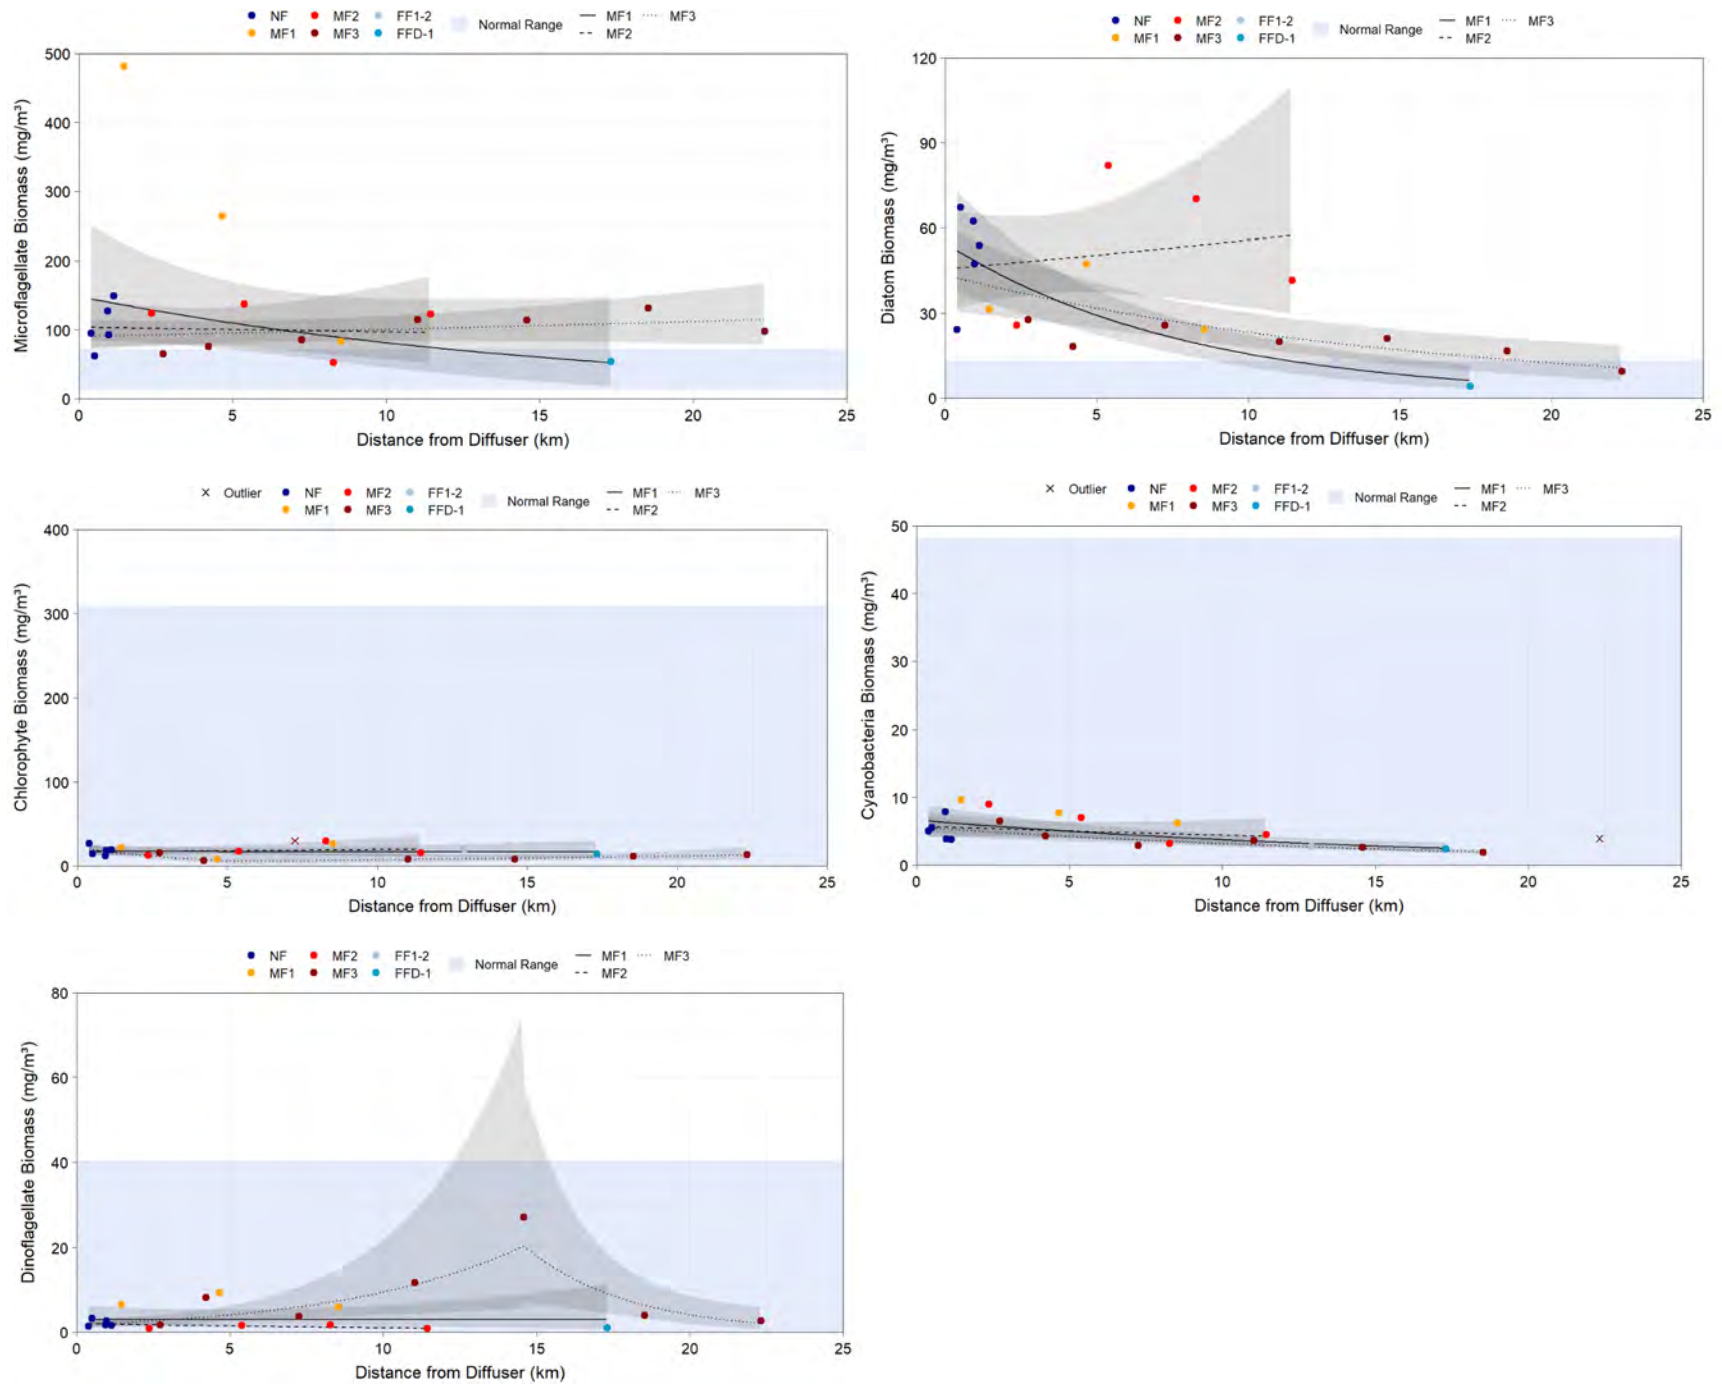 NF MF2 FF1-2 Normal Range MF1 MF3
MF1 MF3 FFD-1 MF2
500
400
300
200
100
0
Microflagellate Biomass (mg/m³)
0 5 10 15 20 25
Distance from Diffuser (km)
NF MF2 FF1-2 Normal Range MF1 MF3
MF1 MF3 FFD-1 MF2
120
90
60
30
0
Diatom Biomass (mg/m³)
0 5 10 15 20 25
Distance from Diffuser (km)
Outlier NF MF2 FF1-2 Normal Range MF1 MF3
MF1 MF3 FFD-1 MF2
400
300
200
100
0
Chlorophyte Biomass (mg/m³)
0 5 10 15 20 25
Distance from Diffuser (km)
Outlier NF MF2 FF1-2 Normal Range MF1 MF3
MF1 MF3 FFD-1 MF2
50
40
30
20
10
0
Cyanobacteria Biomass (mg/m³)
0 5 10 15 20 25
Distance from Diffuser (km)
NF MF2 FF1-2 Normal Range MF1 MF3
MF1 MF3 FFD-1 MF2
80
60
40
20
0
Dinoflagellate Biomass (mg/m³)
0 5 10 15 20 25
Distance from Diffuser (km)